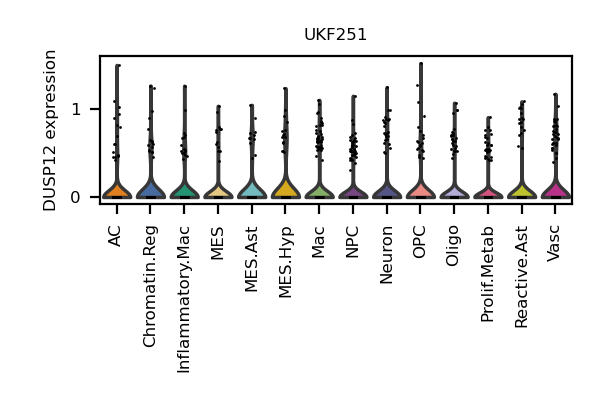 UKF251
DUSP12 expression
1
0
AC
Chromatin.Reg
Inflammatory.Mac
MES
MES.Ast
MES.Hyp
Mac
NPC
Neuron
OPC
Oligo
Prolif.Metab
Reactive.Ast
Vasc